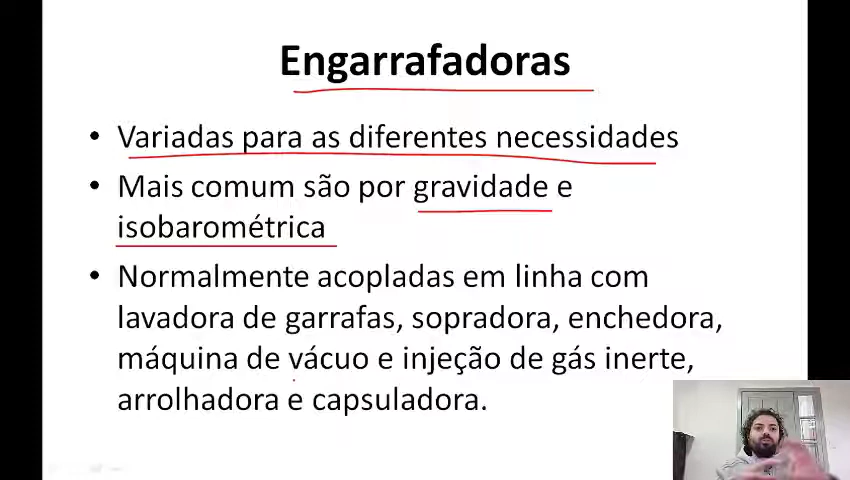 Engarrafadoras
• Variadas para as diferentes necessidades
• Mais comum são por gravidade e
isobarométrica
• Normalmente acopladas em linha com
lavadora de garrafas, sopradora, enchedora,
máquina de vácuo e injeção de gás inerte,
arrolhadora e capsuladora.